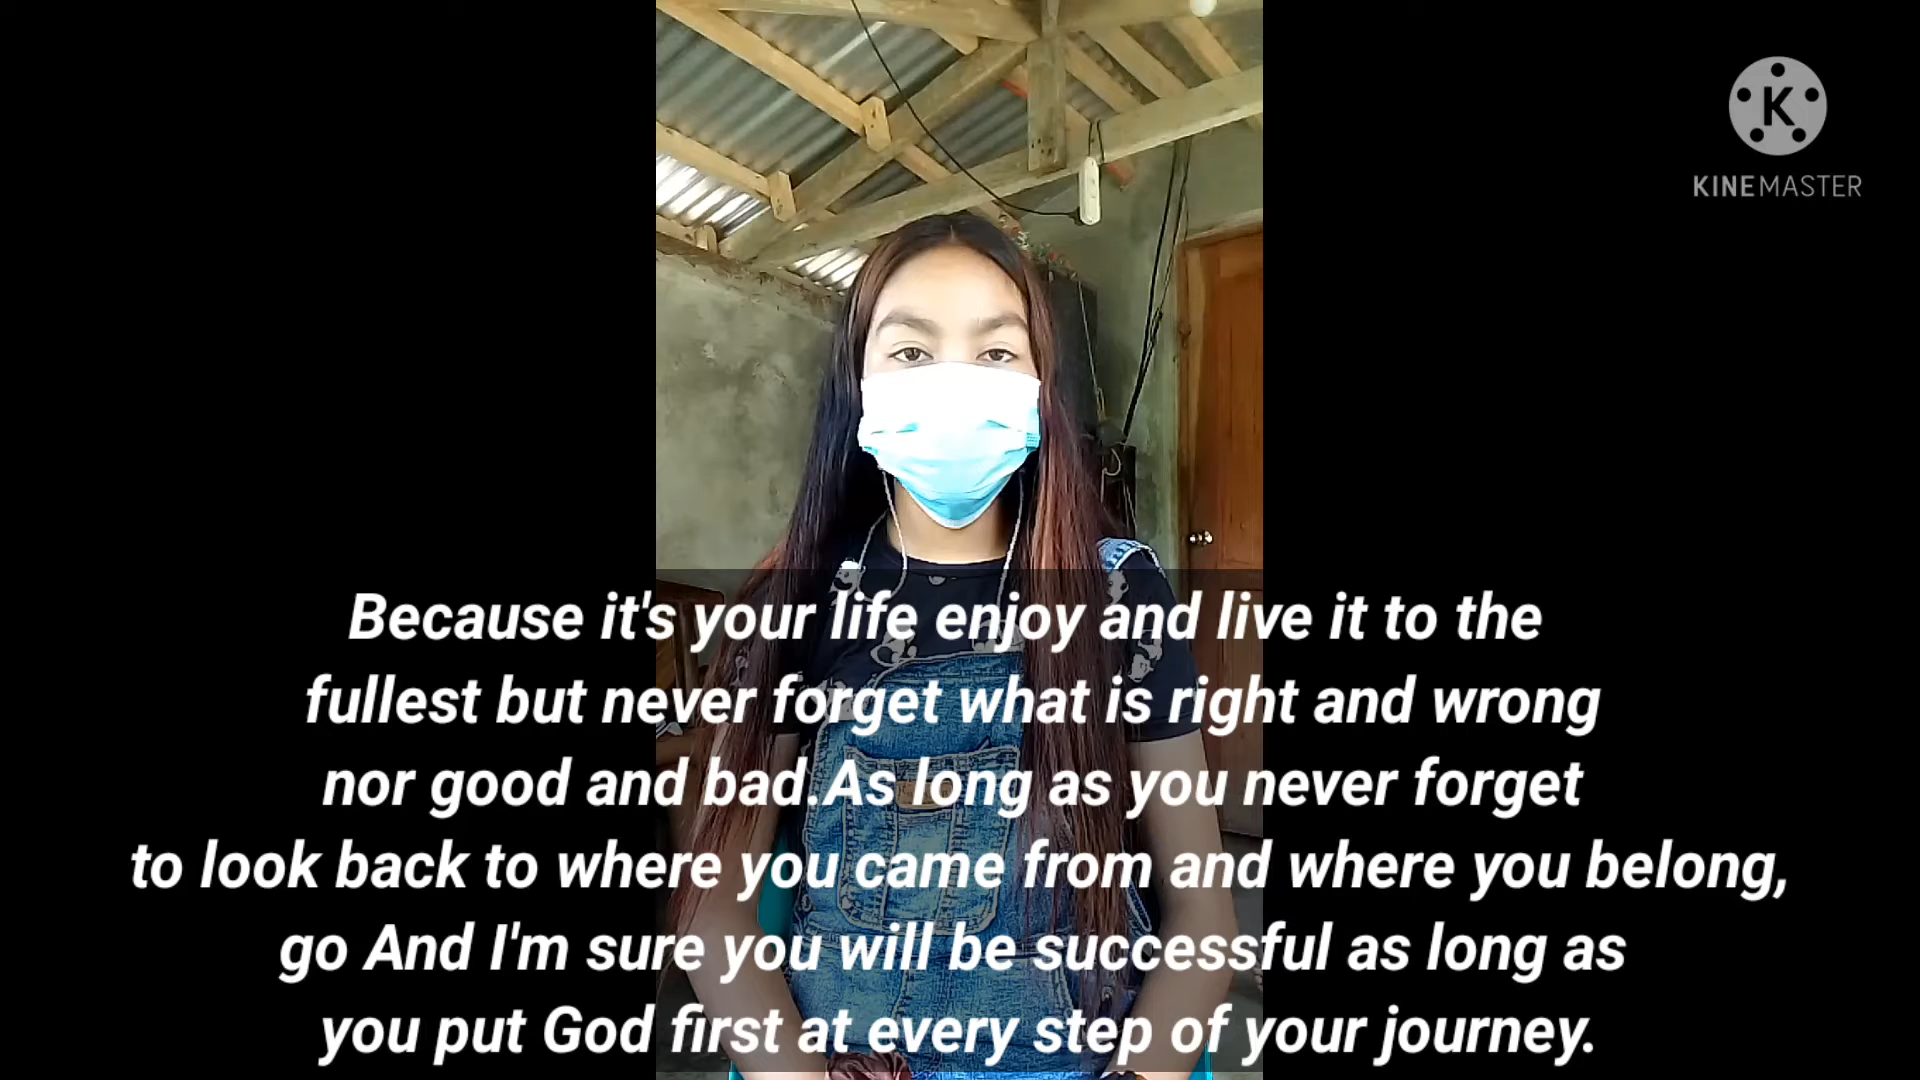 K
KINEMASTER
Because it's your life enjoy and live it to the
fullest but never forget what is right and wrong
nor good and bad.As long as you never forget
to look back to where you came from and where you belong,
go And I'm sure you will be successful as long as
you put God first at every step of your journey.